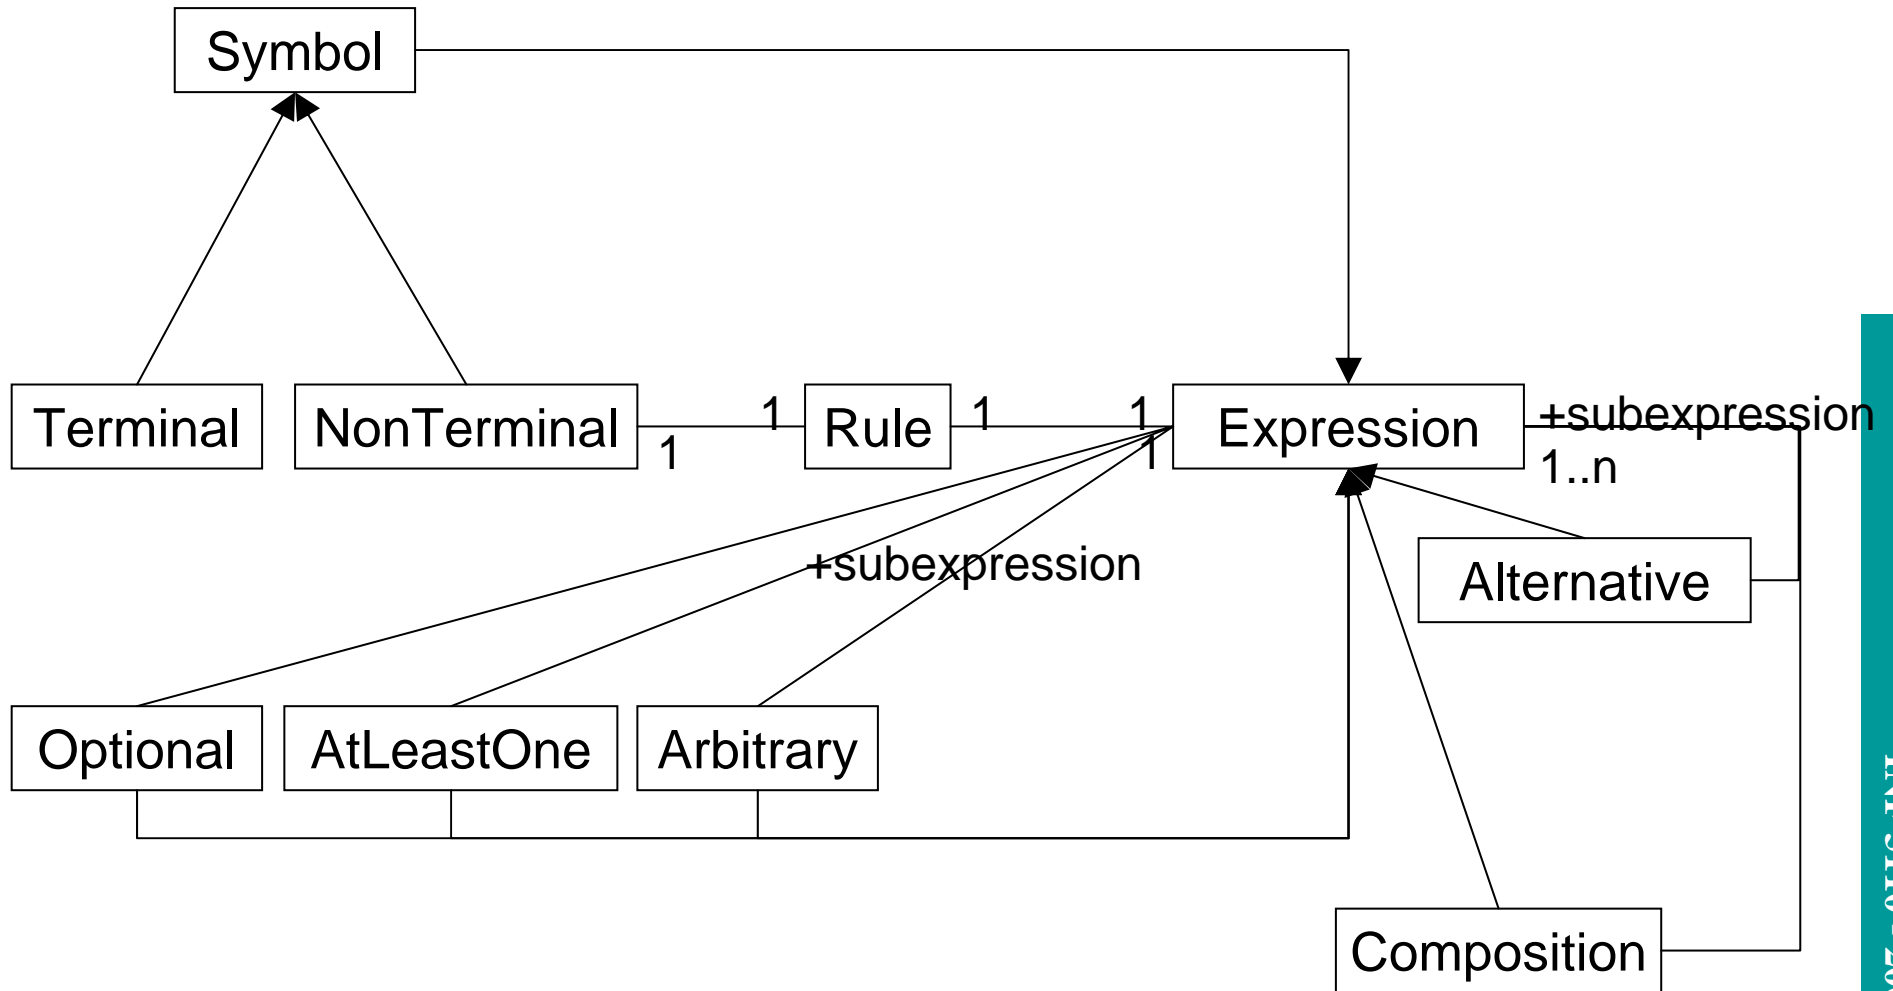 Symbol
Terminal
NonTerminal
1
1
Rule
1
1
1
Expression
+subexpression
1..n
+subexpression
Alternative
Optional
AtLeastOne
Arbitrary
Composition